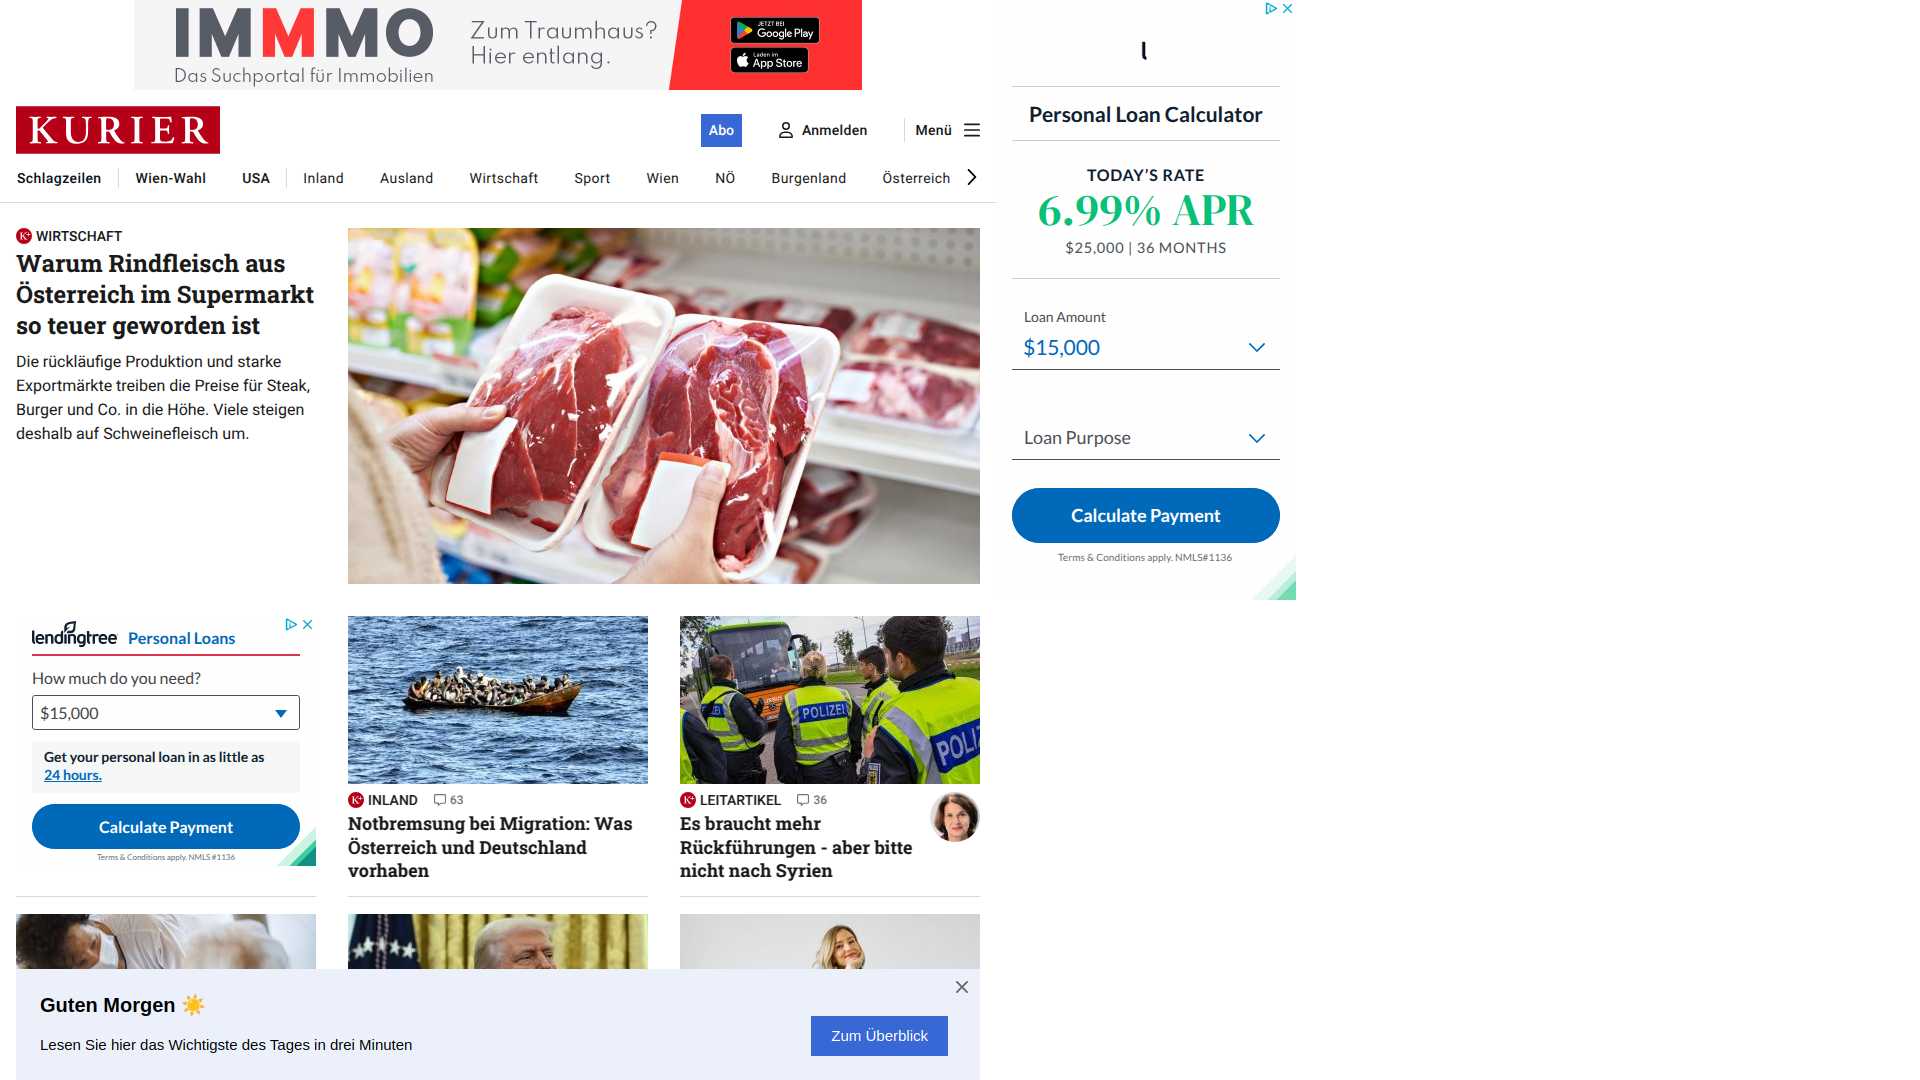 IMMMO
Das Suchportal für Immobilien
Zum Traumhaus?
Hier entlang.
JETZT BEI
Google Play
Laden im
App Store
KURIER
Abo
Anmelden
Menü
Schlagzeilen
Wien-Wahl
USA
Inland
Ausland
Wirtschaft
Sport
Wien
NÖ
Burgenland
Österreich
K+ WIRTSCHAFT
Warum Rindfleisch aus
Österreich im Supermarkt
so teuer geworden ist
Die rückläufige Produktion und starke
Exportmärkte treiben die Preise für Steak,
Burger und Co. in die Höhe. Viele steigen
deshalb auf Schweinefleisch um.
l
Personal Loan Calculator
TODAY’S RATE
6.99% APR
$25,000 | 36 MONTHS
Loan Amount
$15,000
Loan Purpose
Calculate Payment
Terms & Conditions apply. NMLS#1136
lendingtree Personal Loans
How much do you need?
$15,000
Get your personal loan in as little as
24 hours.
Calculate Payment
Terms & Conditions apply. NMLS #1136
K+ INLAND 63
Notbremsung bei Migration: Was
Österreich und Deutschland
vorhaben
POLIZEI
POLIZEI
POLIZ
K+ LEITARTIKEL 36
Es braucht mehr
Rückführungen - aber bitte
nicht nach Syrien
Guten Morgen ☀️
Lesen Sie hier das Wichtigste des Tages in drei Minuten
Zum Überblick